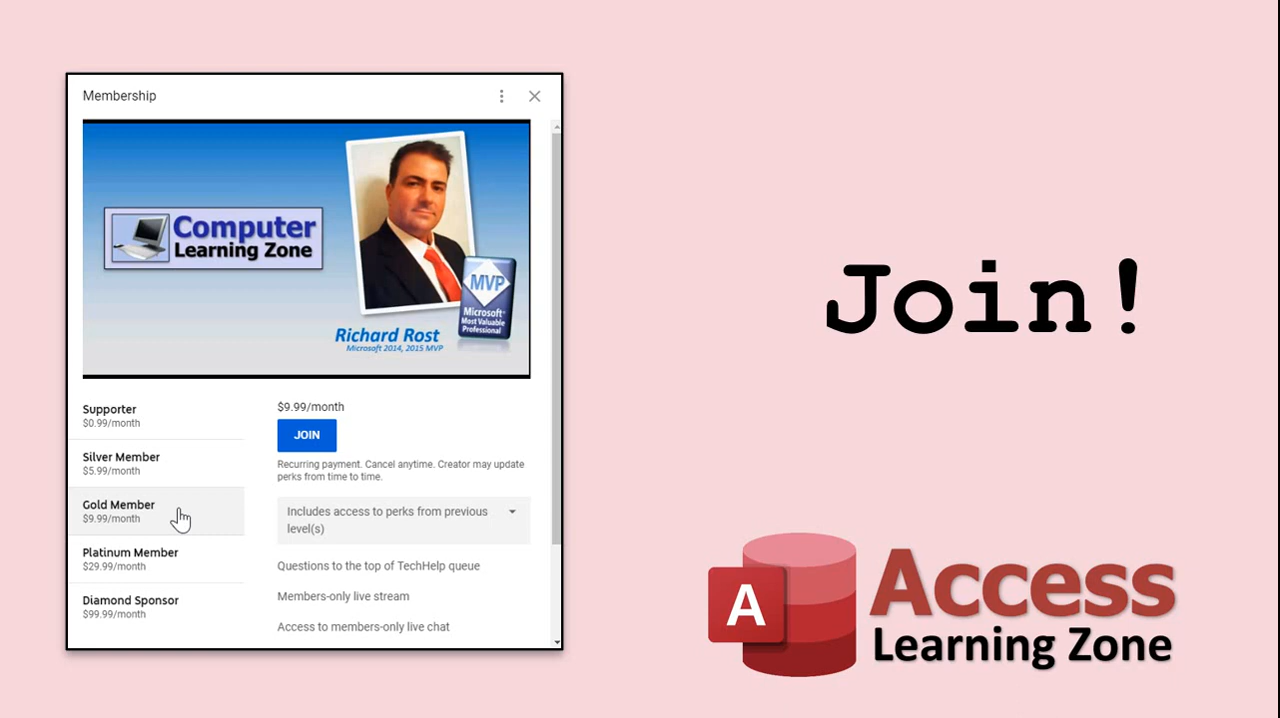 Membership
Computer
Learning Zone
MVP
Microsoft®
Most Valuable
Professional
Richard Rost
Microsoft 2014, 2015 MVP
Supporter
$0.99/month
Silver Member
$5.99/month
Gold Member
$9.99/month
Platinum Member
$29.99/month
Diamond Sponsor
$99.99/month
$9.99/month
JOIN
Recurring payment. Cancel anytime. Creator may update
perks from time to time.
Includes access to perks from previous
level(s)
Questions to the top of TechHelp queue
Members-only live stream
Access to members-only live chat
Join!
A
Access
Learning Zone